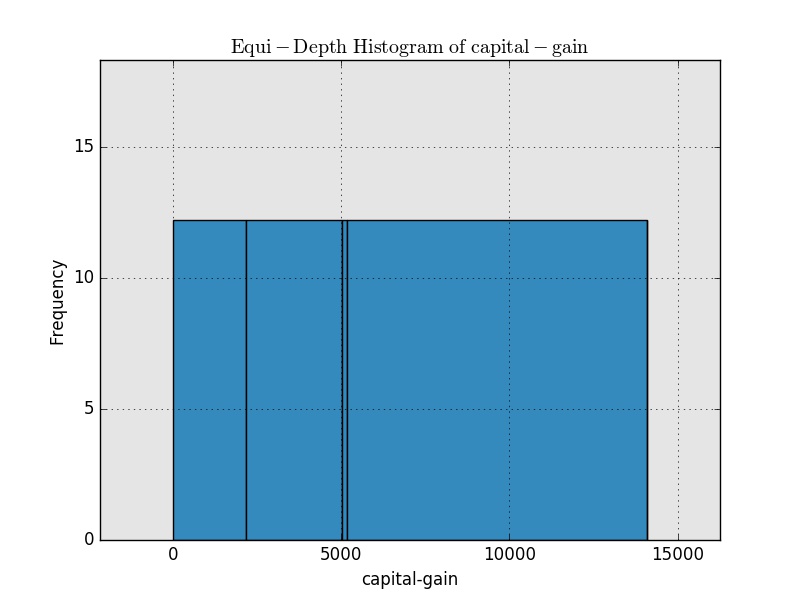 Equi − Depth Histogram of capital − gain
15
10
5
0
Frequency
0 5000 10000 15000
capital-gain